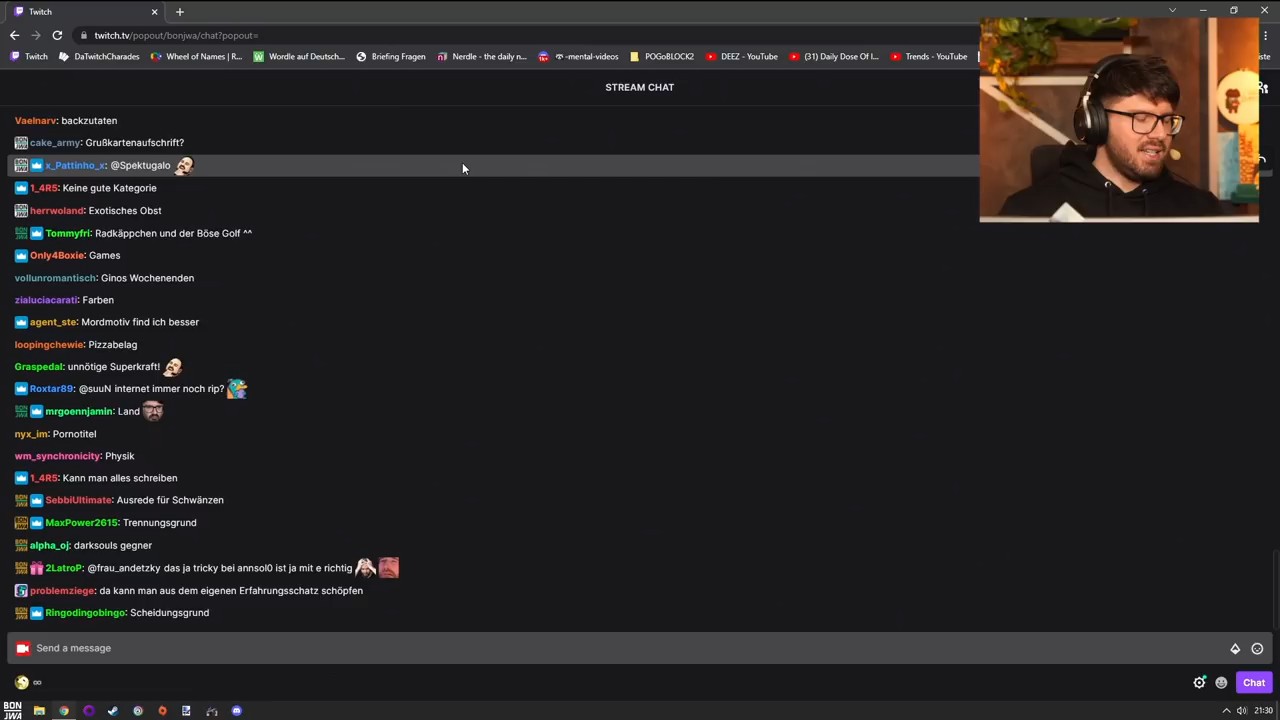 Twitch
twitch.tv/popout/bonjwa/chat?popout=
Twitch
DaTwitchCharades
Wheel of Names | R...
Wordle auf Deutsch...
Briefing Fragen
Nerdle - the daily n...
-mental-videos
POGoBLOCK2
DEEZ - YouTube
(31) Daily Dose Of I...
Trends - YouTube
STREAM CHAT
Vaelnarv: backzutaten
cake_army: Grußkartenaufschrift?
x_Pattinho_x: @Spektugalo
1_4R5: Keine gute Kategorie
herrwoland: Exotisches Obst
Tommyfri: Radkäppchen und der Böse Golf ^^
Only4Boxie: Games
vollunromantisch: Ginos Wochenenden
zialuciacarati: Farben
agent_ste: Mordmotiv find ich besser
loopingchewie: Pizzabelag
Graspedal: unnötige Superkraft!
Roxtar89: @suuN internet immer noch rip?
mrgoennjamin: Land
nyx_im: Pornotitel
wm_synchronicity: Physik
1_4R5: Kann man alles schreiben
SebbiUltimate: Ausrede für Schwänzen
MaxPower2615: Trennungsgrund
alpha_oj: darksouls gegner
2LatroP: @frau_andetzky das ja tricky bei annsol0 ist ja mit e richtig
problemziege: da kann man aus dem eigenen Erfahrungsschatz schöpfen
Ringodingobingo: Scheidungsgrund
Send a message
∞
Chat
BON
JWA
21:30